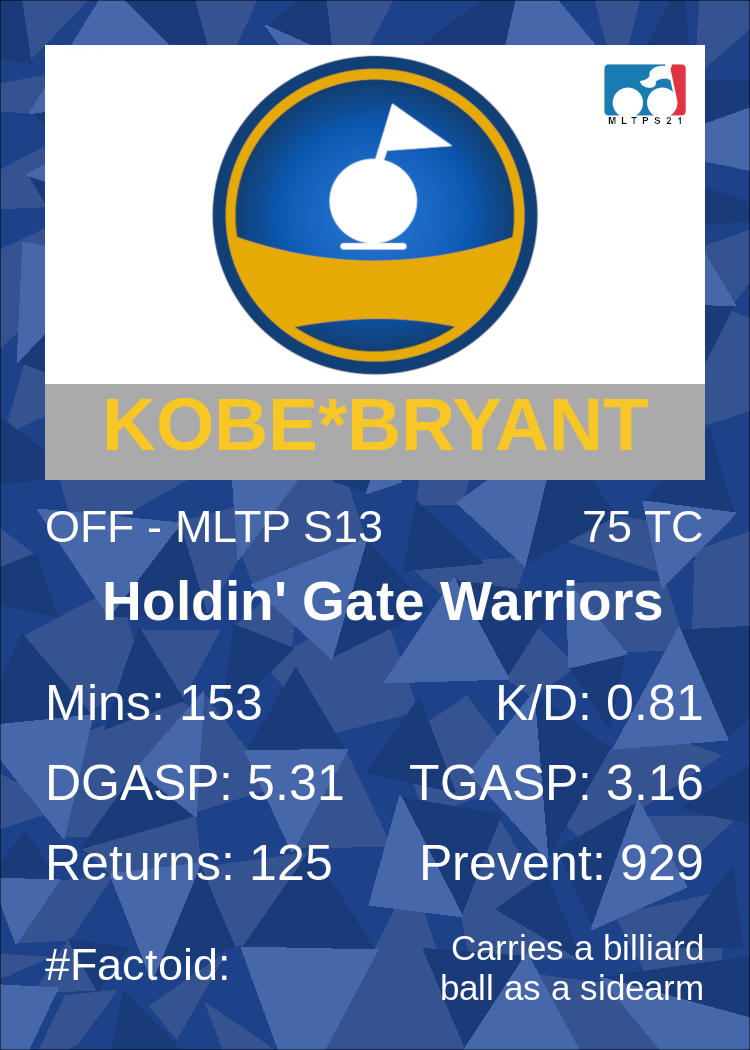 MLTPS21
KOBE*BRYANT
OFF - MLTP S13 75 TC
Holdin' Gate Warriors
Mins: 153 K/D: 0.81
DGASP: 5.31 TGASP: 3.16
Returns: 125 Prevent: 929
#Factoid: Carries a billiard
ball as a sidearm